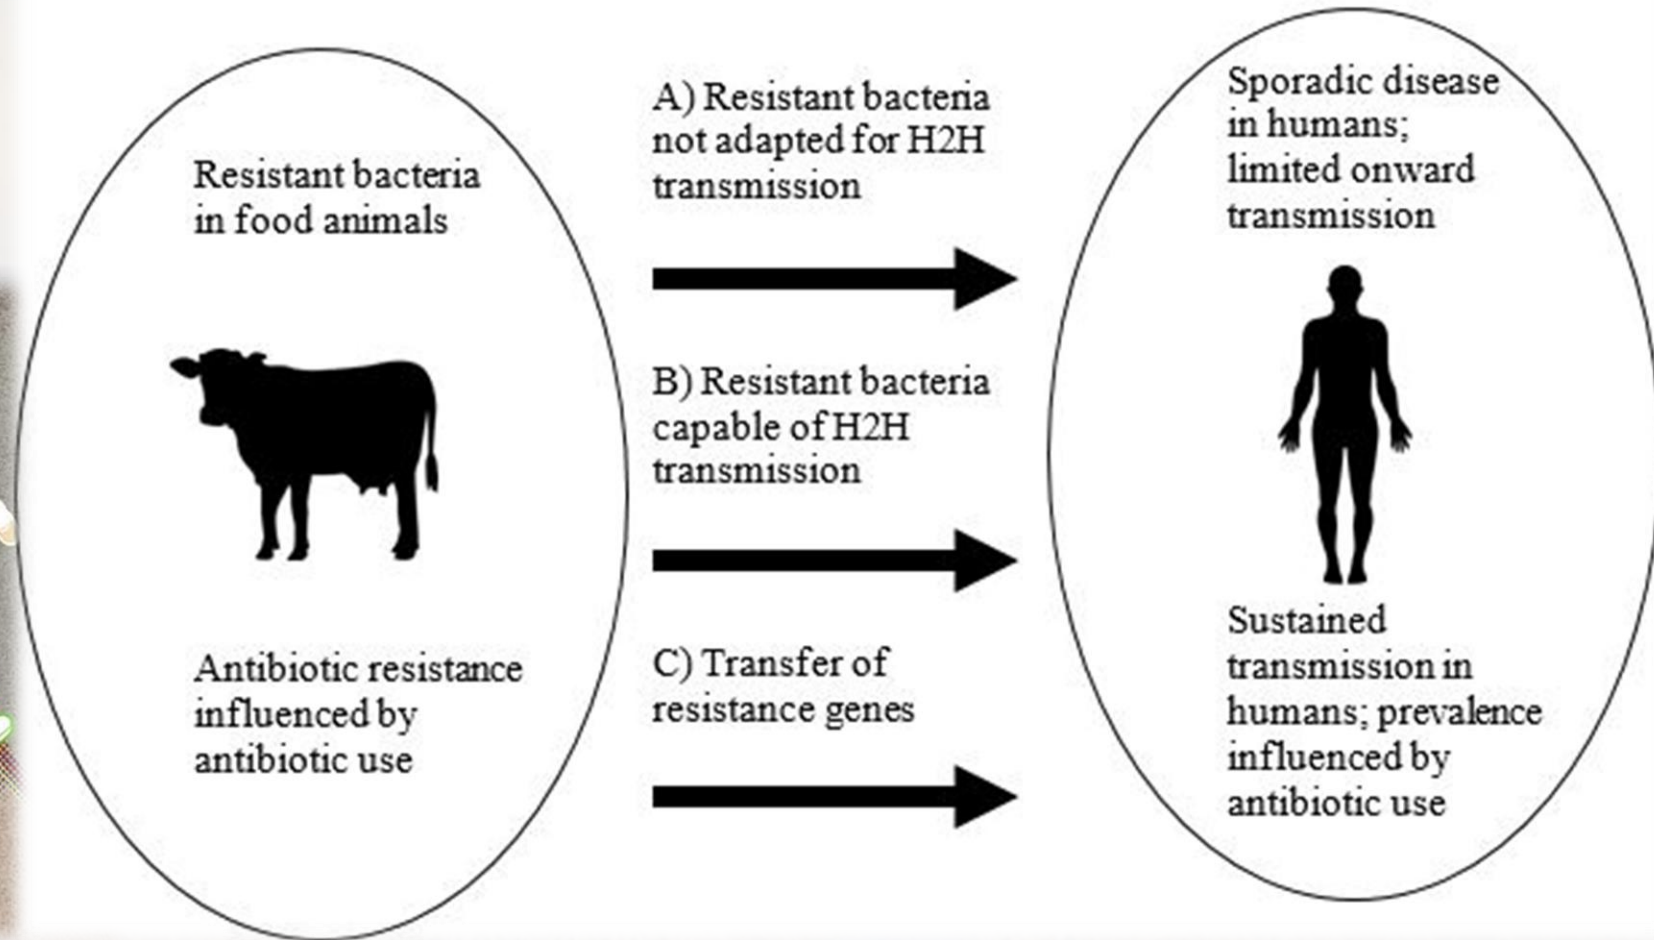 Resistant bacteria
in food animals
Antibiotic resistance
influenced by
antibiotic use
A) Resistant bacteria
not adapted for H2H
transmission
B) Resistant bacteria
capable of H2H
transmission
C) Transfer of
resistance genes
Sporadic disease
in humans;
limited onward
transmission
Sustained
transmission in
humans; prevalence
influenced by
antibiotic use